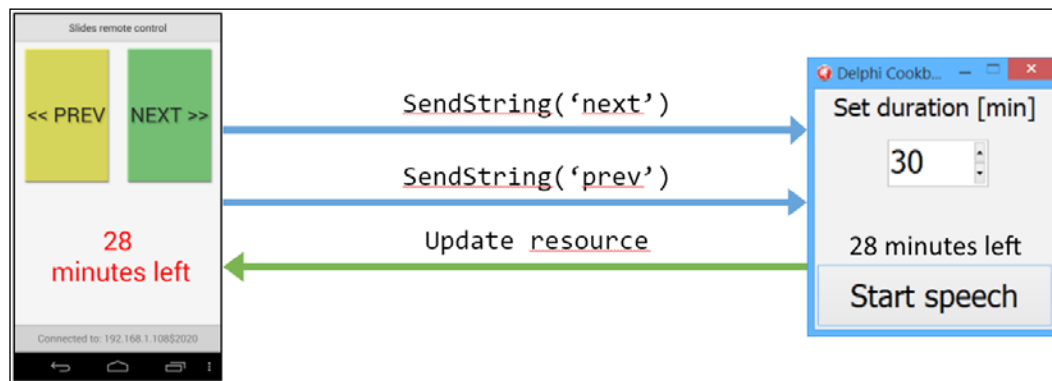 Slides remote control
<< PREV
NEXT >>
28
minutes left
Connected to: 192.168.1.108$2020
SendString(‘next’)
SendString(‘prev’)
Update resource
Delphi Cookb...
Set duration [min]
30
28 minutes left
Start speech